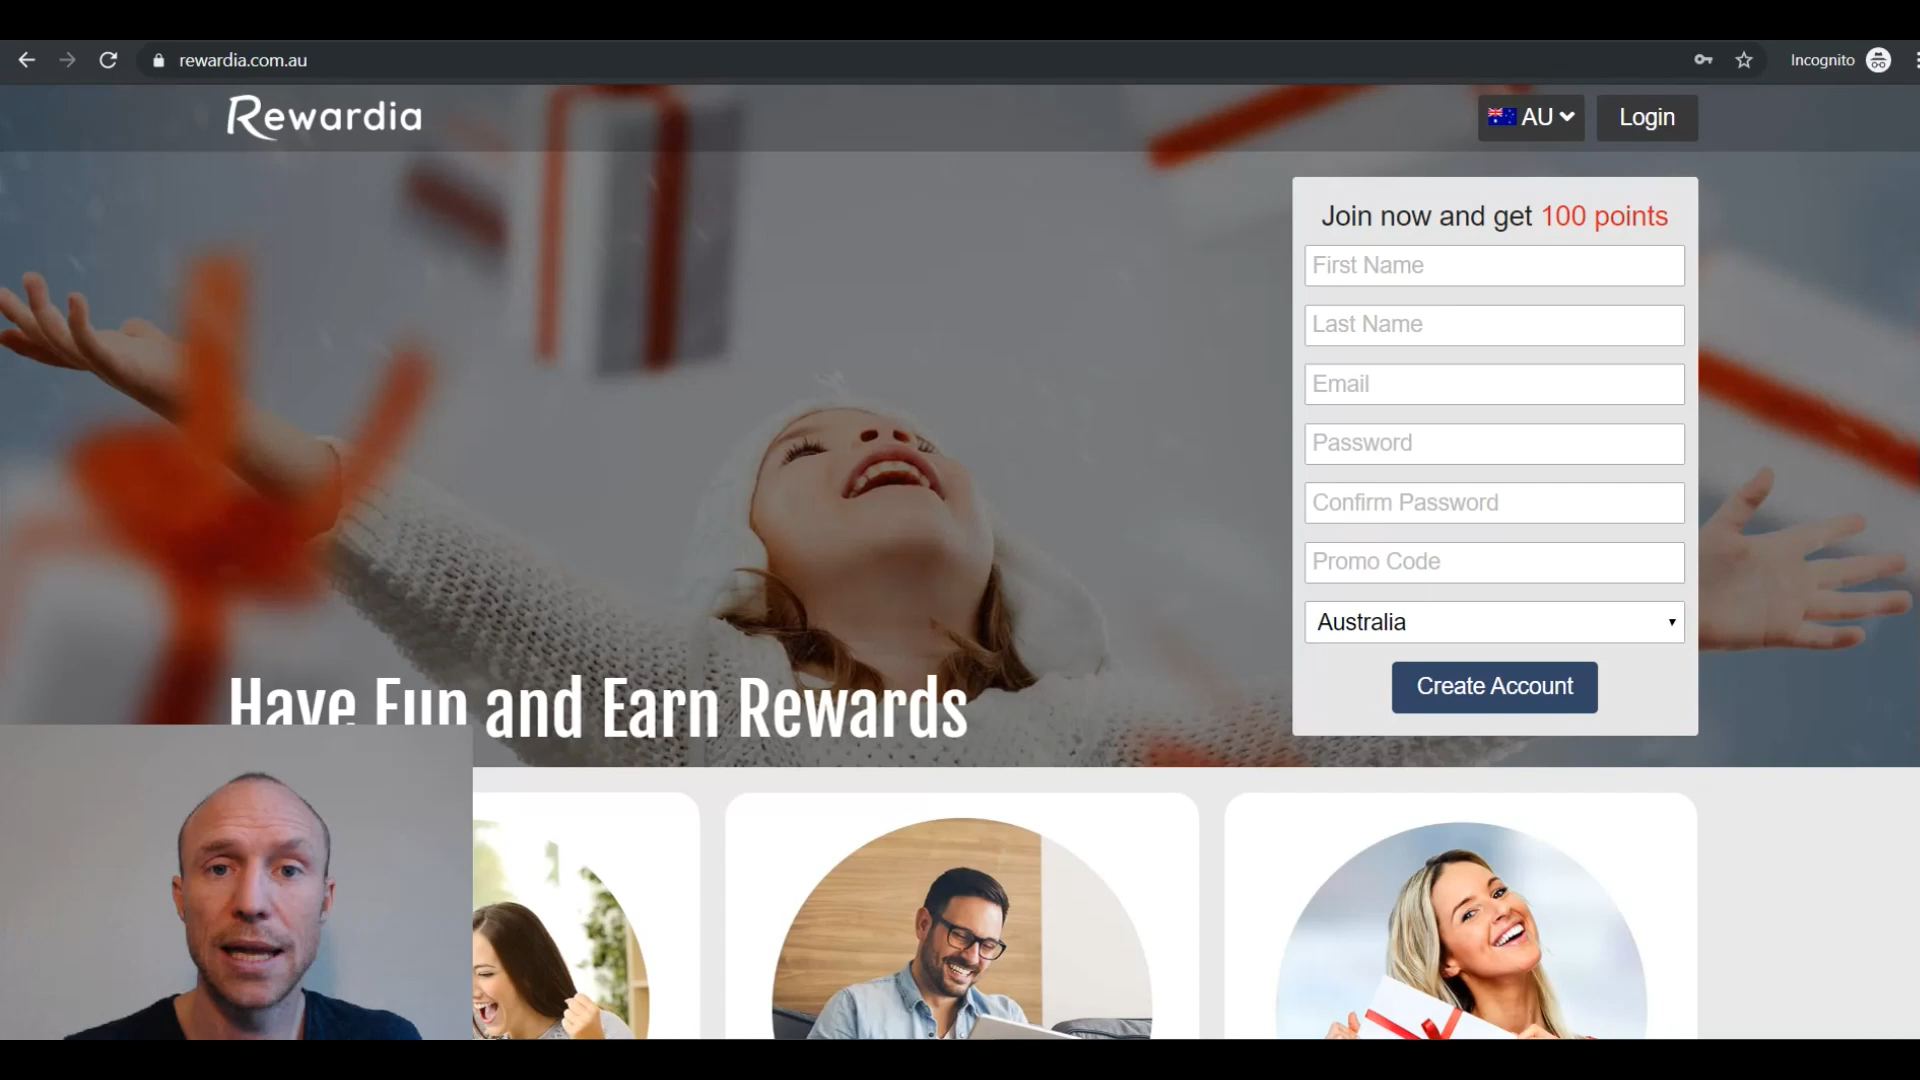 rewardia.com.au
Incognito
Rewardia
AU
Login
Join now and get 100 points
First Name
Last Name
Email
Password
Confirm Password
Promo Code
Australia
Create Account
Have Fun and Earn Rewards